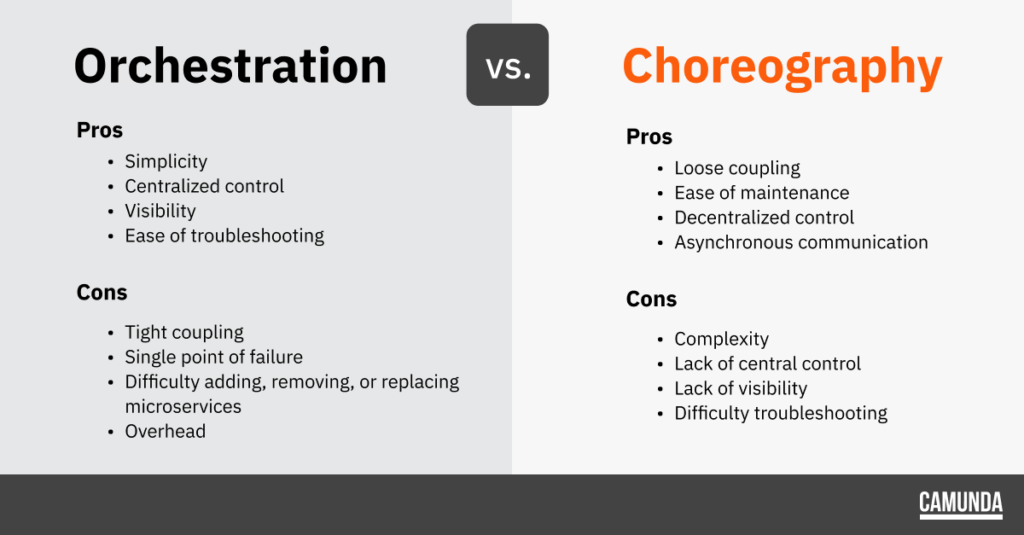 Orchestration
vs.
Choreography
Pros
• Simplicity
• Centralized control
• Visibility
• Ease of troubleshooting
Cons
• Tight coupling
• Single point of failure
• Difficulty adding, removing, or replacing
microservices
• Overhead
Pros
• Loose coupling
• Ease of maintenance
• Decentralized control
• Asynchronous communication
Cons
• Complexity
• Lack of central control
• Lack of visibility
• Difficulty troubleshooting
CAMUNDA